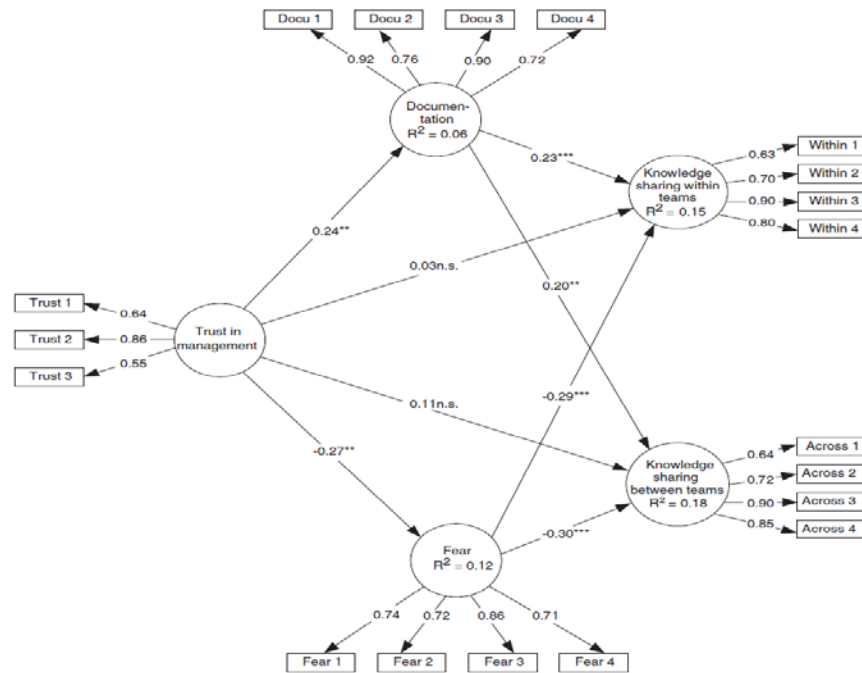 Docu 1 Docu 2 Docu 3 Docu 4
0.92 0.76 0.90 0.72
Documen-
tation
R² = 0.06
0.23***
Knowledge
sharing within
teams
R² = 0.15
0.63 Within 1
0.70 Within 2
0.90 Within 3
0.80 Within 4
0.24**
0.03n.s.
0.20**
Trust 1 0.64
Trust 2 0.86
Trust 3 0.55
Trust in
management
0.11n.s.
-0.29***
-0.27**
Knowledge
sharing
between teams
R² = 0.18
0.64 Across 1
0.72 Across 2
0.90 Across 3
0.85 Across 4
-0.30***
Fear
R² = 0.12
0.74 0.72 0.86 0.71
Fear 1 Fear 2 Fear 3 Fear 4